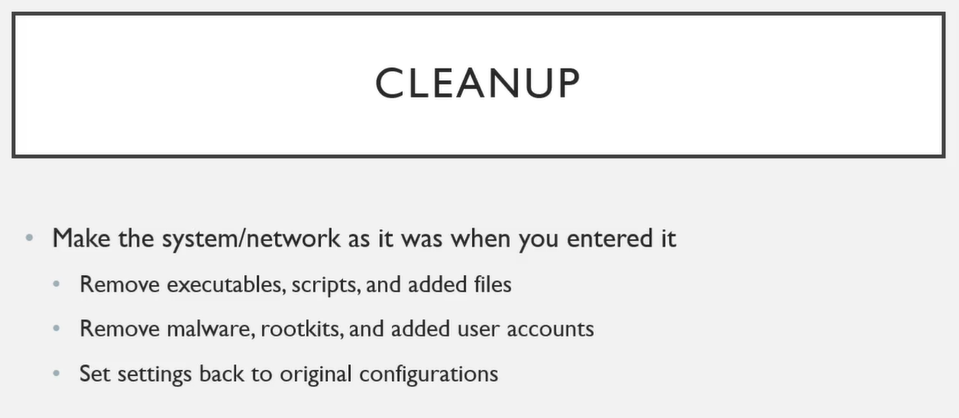 CLEANUP
• Make the system/network as it was when you entered it
• Remove executables, scripts, and added files
• Remove malware, rootkits, and added user accounts
• Set settings back to original configurations